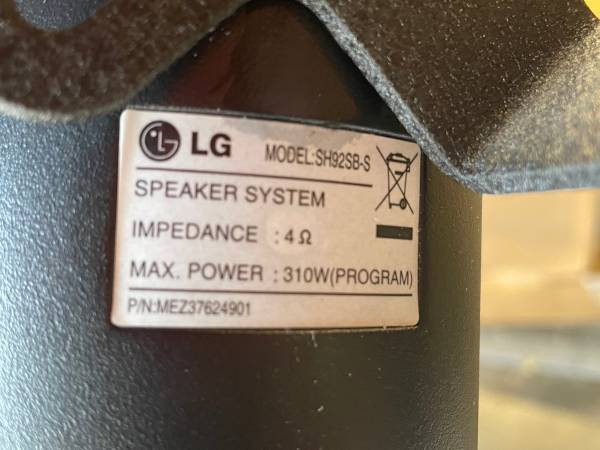 LG MODEL:SH92SB-S
SPEAKER SYSTEM
IMPEDANCE : 4 Ω
MAX. POWER : 310W(PROGRAM)
P/N:MEZ37624901